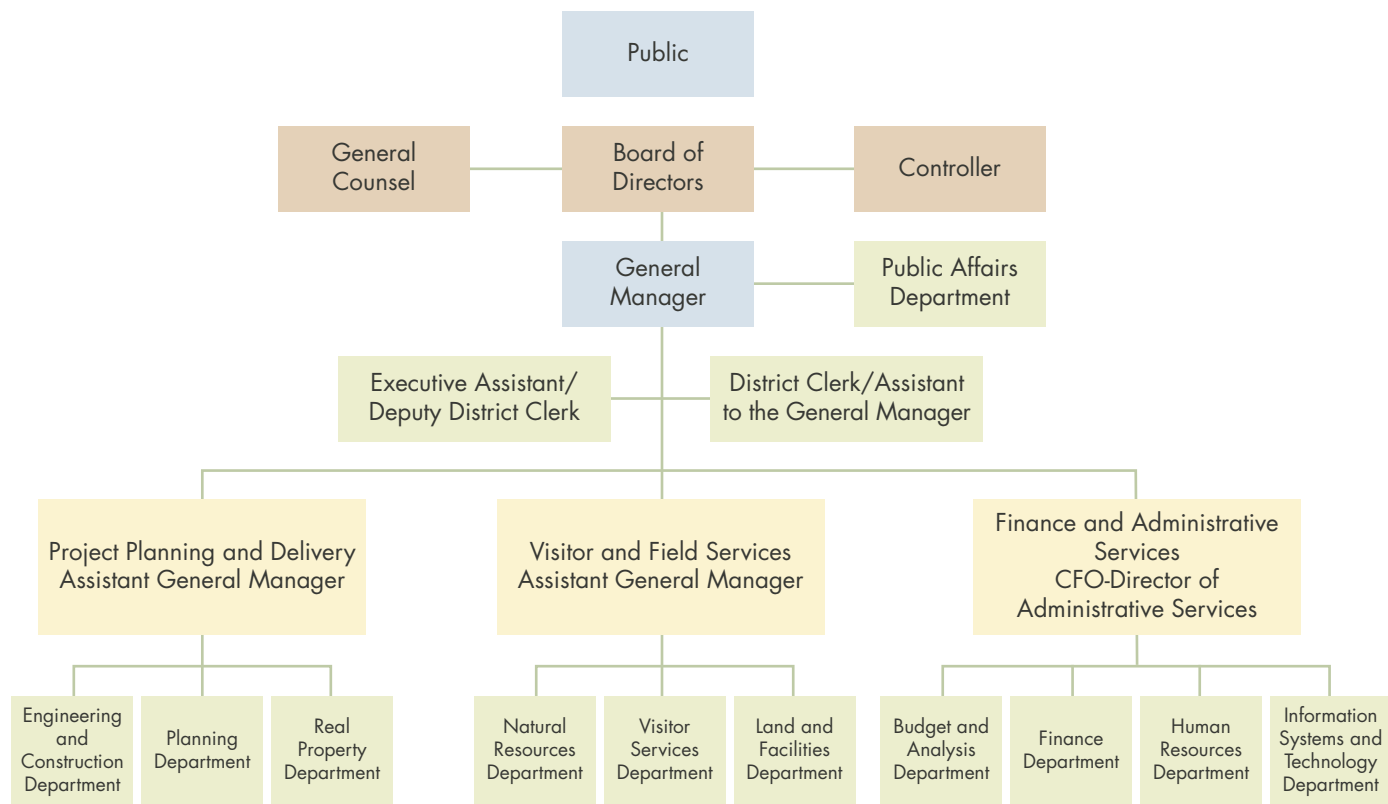 Public
General
Counsel
Board of
Directors
Controller
General
Manager
Public Affairs
Department
Executive Assistant/
Deputy District Clerk
District Clerk/Assistant
to the General Manager
Project Planning and Delivery
Assistant General Manager
Visitor and Field Services
Assistant General Manager
Finance and Administrative
Services
CFO-Director of
Administrative Services
Engineering
and
Construction
Department
Planning
Department
Real
Property
Department
Natural
Resources
Department
Visitor
Services
Department
Land and
Facilities
Department
Budget and
Analysis
Department
Finance
Department
Human
Resources
Department
Information
Systems and
Technology
Department